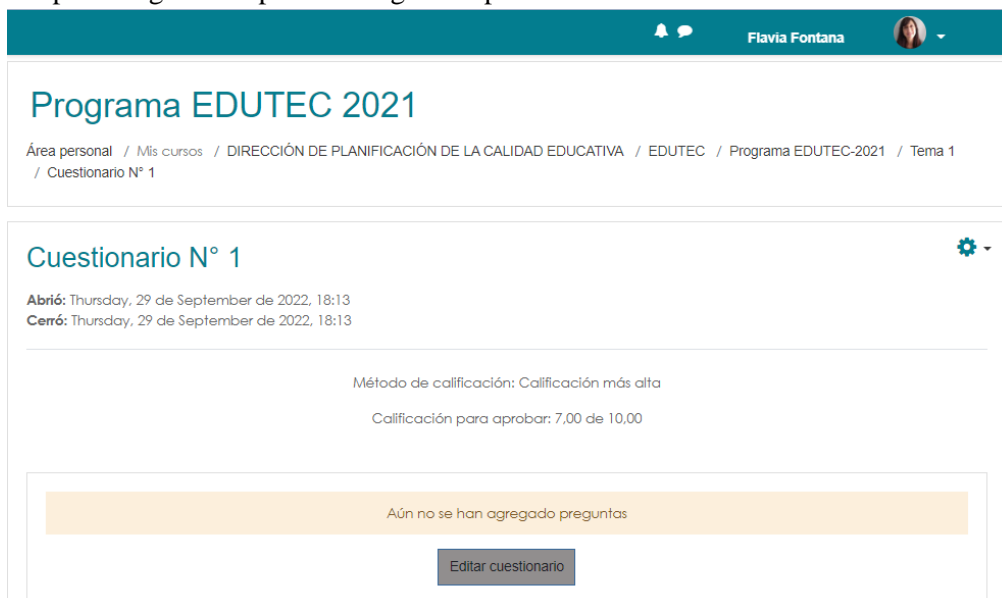 Flavia Fontana
Programa EDUTEC 2021
Área personal / Mis cursos / DIRECCIÓN DE PLANIFICACIÓN DE LA CALIDAD EDUCATIVA / EDUTEC / Programa EDUTEC-2021 / Tema 1
/ Cuestionario N° 1
Cuestionario N° 1
Abrió: Thursday, 29 de September de 2022, 18:13
Cerró: Thursday, 29 de September de 2022, 18:13
Método de calificación: Calificación más alta
Calificación para aprobar: 7,00 de 10,00
Aún no se han agregado preguntas
Editar cuestionario